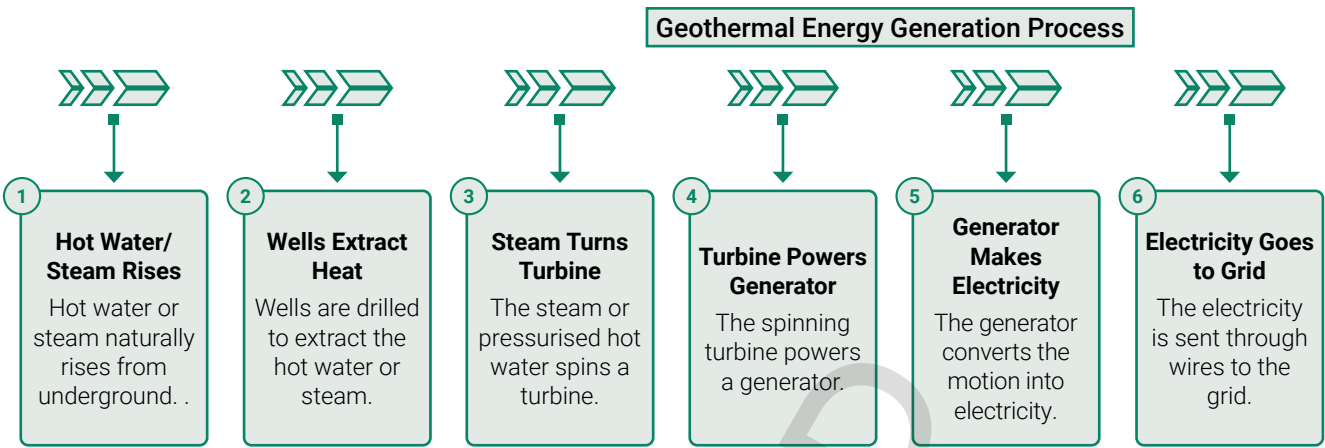 Geothermal Energy Generation Process
1
Hot Water/
Steam Rises
Hot water or
steam naturally
rises from
underground. .
2
Wells Extract
Heat
Wells are drilled
to extract the
hot water or
steam.
3
Steam Turns
Turbine
The steam or
pressurised hot
water spins a
turbine.
4
Turbine Powers
Generator
The spinning
turbine powers
a generator.
5
Generator
Makes
Electricity
The generator
converts the
motion into
electricity.
6
Electricity Goes
to Grid
The electricity
is sent through
wires to the
grid.